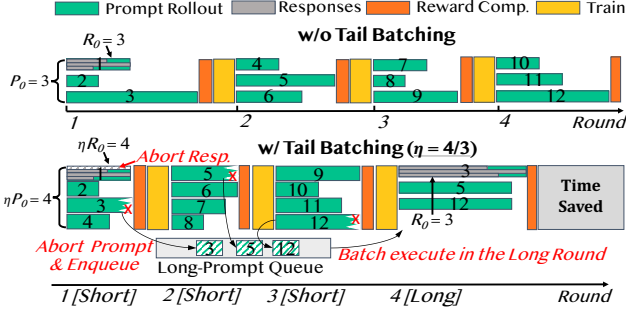 Prompt Rollout Responses Reward Comp. Train
R₀= 3
w/o Tail Batching
P₀= 3
1 4 7 10
2 5 8 11
3 6 9 12
1 2 3 4 Round
ηR₀= 4
Abort Resp.
w/ Tail Batching (η = 4/3)
ηP₀= 4
1 5 9 3
2 6 10 5
3 x 7 11 12
4 8 12 x
x
R₀= 3
Time
Saved
Abort Prompt
& Enqueue
3 5 12
Long-Prompt Queue
Batch execute in the Long Round
1 [Short] 2 [Short] 3 [Short] 4 [Long] Round